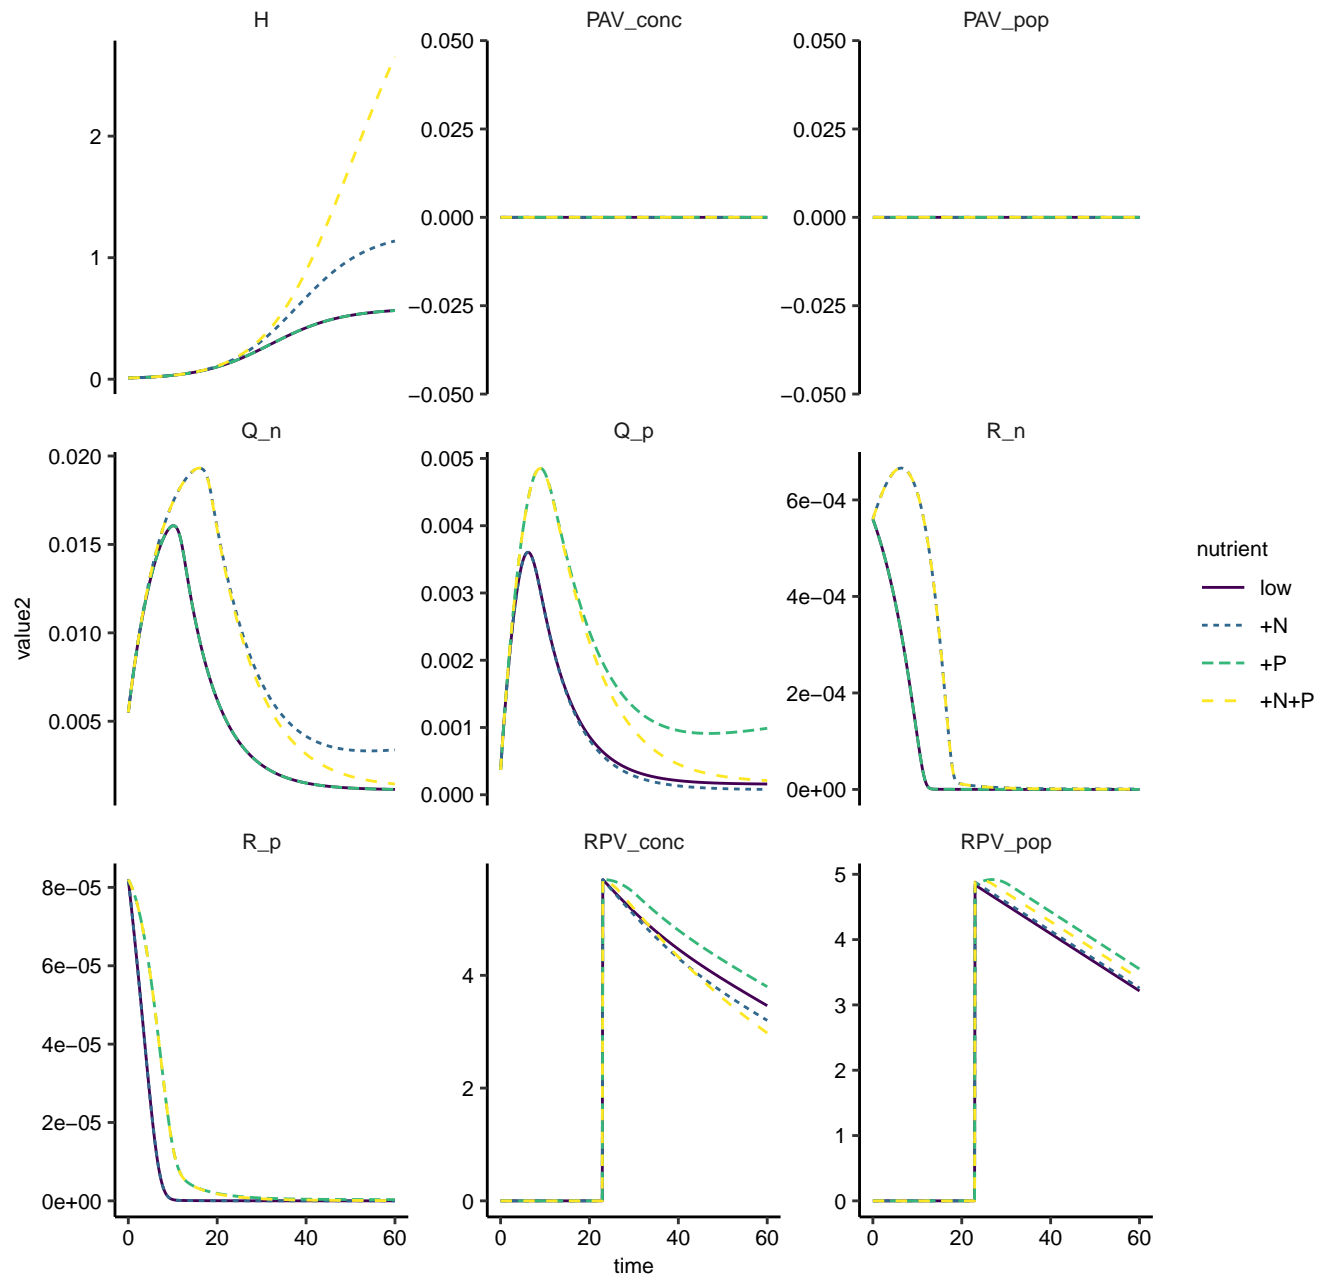 H
PAV_conc
PAV_pop
2
1
0
0.050
0.025
0.000
−0.025
−0.050
0.050
0.025
0.000
−0.025
−0.050
Q_n
Q_p
R_n
0.020
0.015
0.010
0.005
0.005
0.004
0.003
0.002
0.001
0.000
6e−04
4e−04
2e−04
0e+00
R_p
RPV_conc
RPV_pop
8e−05
6e−05
4e−05
2e−05
0e+00
4
2
0
5
4
3
2
1
0
0 20 40 60
0 20 40 60
0 20 40 60
time
value2
nutrient
low
+N
+P
+N+P